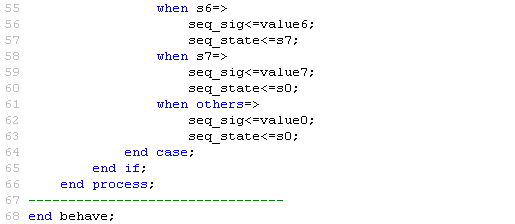 55 when s6=>
56 seq_sig<=value6;
57 seq_state<=s7;
58 when s7=>
59 seq_sig<=value7;
60 seq_state<=s0;
61 when others=>
62 seq_sig<=value0;
63 seq_state<=s0;
64 end case;
65 end if;
66 end process;
67 --------------------------------
68 end behave;